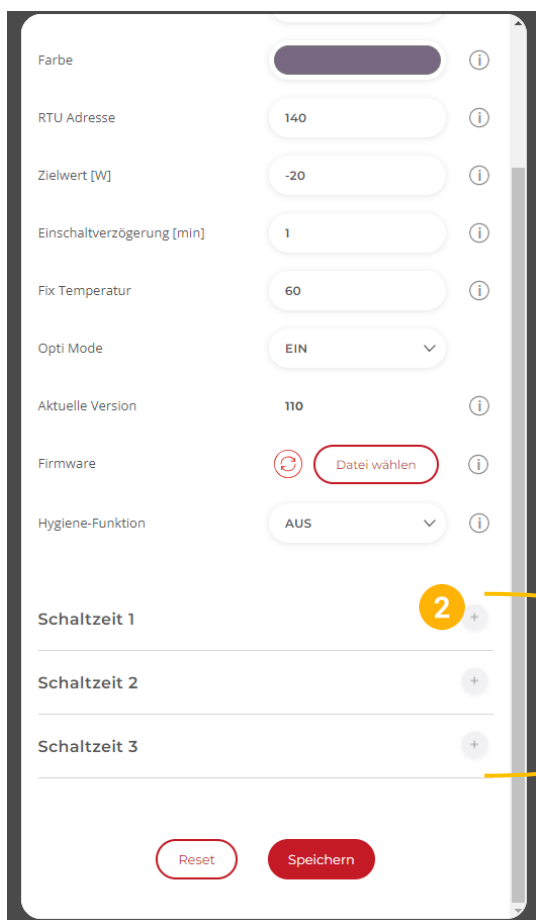 Farbe
RTU Adresse 140
Zielwert [W] -20
Einschaltverzögerung [min] 1
Fix Temperatur 60
Opti Mode EIN
Aktuelle Version 110
Firmware Datei wählen
Hygiene-Funktion AUS
2
Schaltzeit 1 +
Schaltzeit 2 +
Schaltzeit 3 +
Reset Speichern